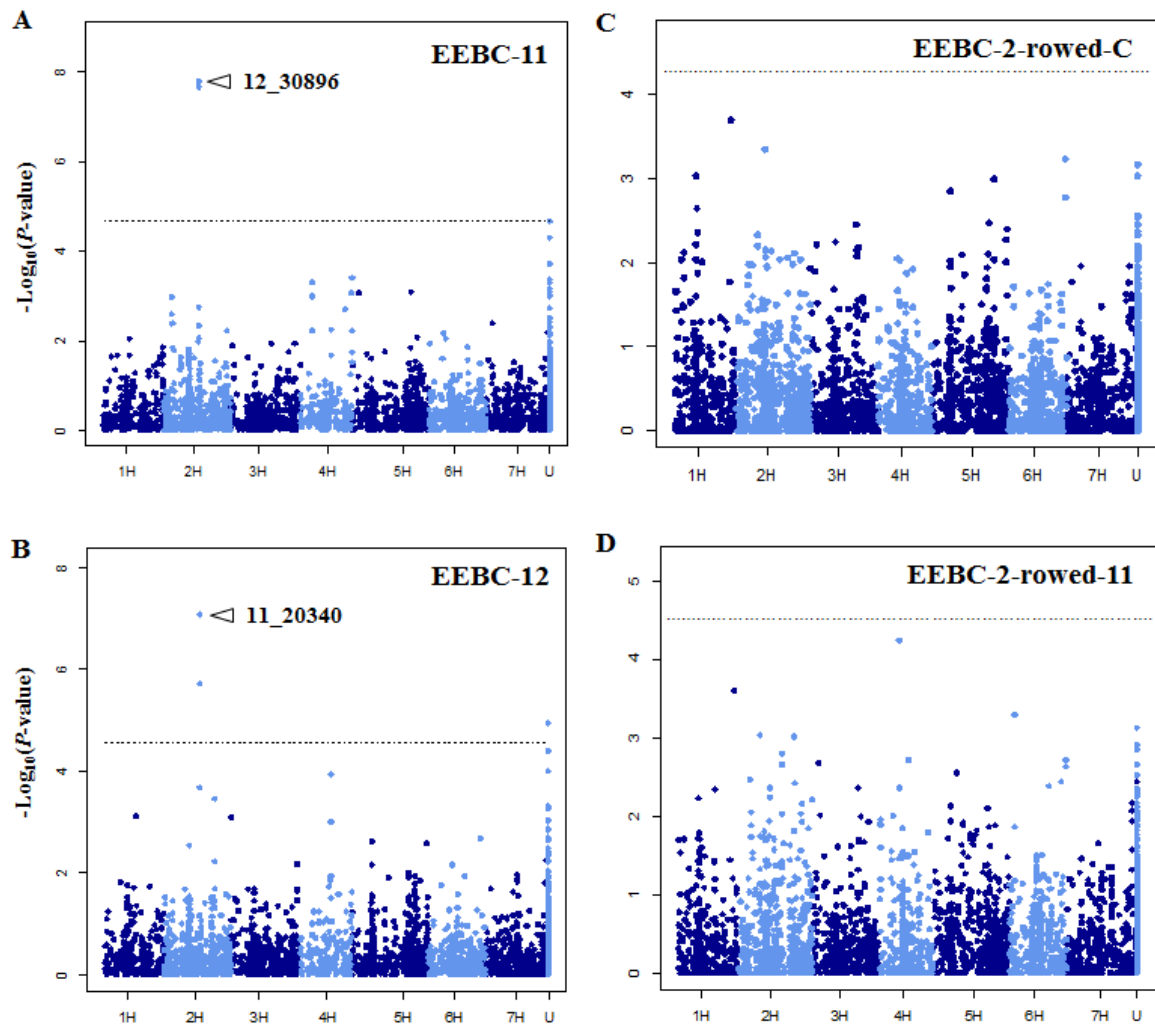 A
EEBC-11
12_30896
-Log10(P-value)
8
6
4
2
0
1H 2H 3H 4H 5H 6H 7H U
C
EEBC-2-rowed-C
4
3
2
1
0
1H 2H 3H 4H 5H 6H 7H U
B
EEBC-12
11_20340
-Log10(P-value)
8
6
4
2
0
1H 2H 3H 4H 5H 6H 7H U
D
EEBC-2-rowed-11
5
4
3
2
1
0
1H 2H 3H 4H 5H 6H 7H U